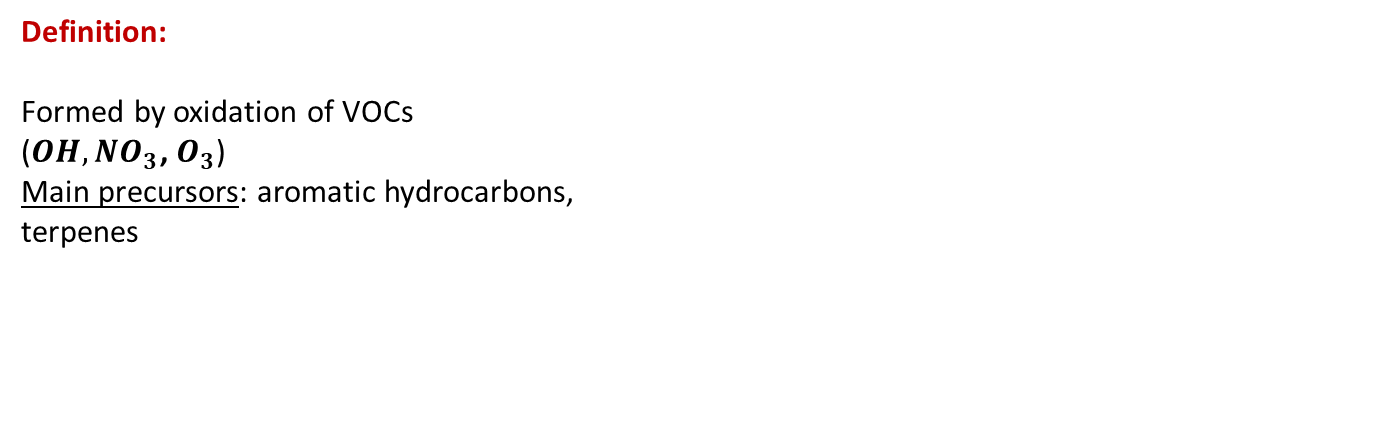 Definition:
Formed by oxidation of VOCs
(OH, NO₃, O₃)
Main precursors: aromatic hydrocarbons,
terpenes